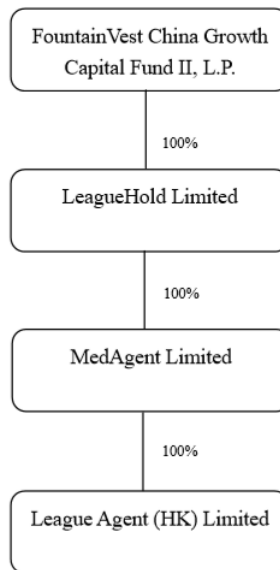 FountainVest China Growth
Capital Fund II, L.P.
100%
LeagueHold Limited
100%
MedAgent Limited
100%
League Agent (HK) Limited